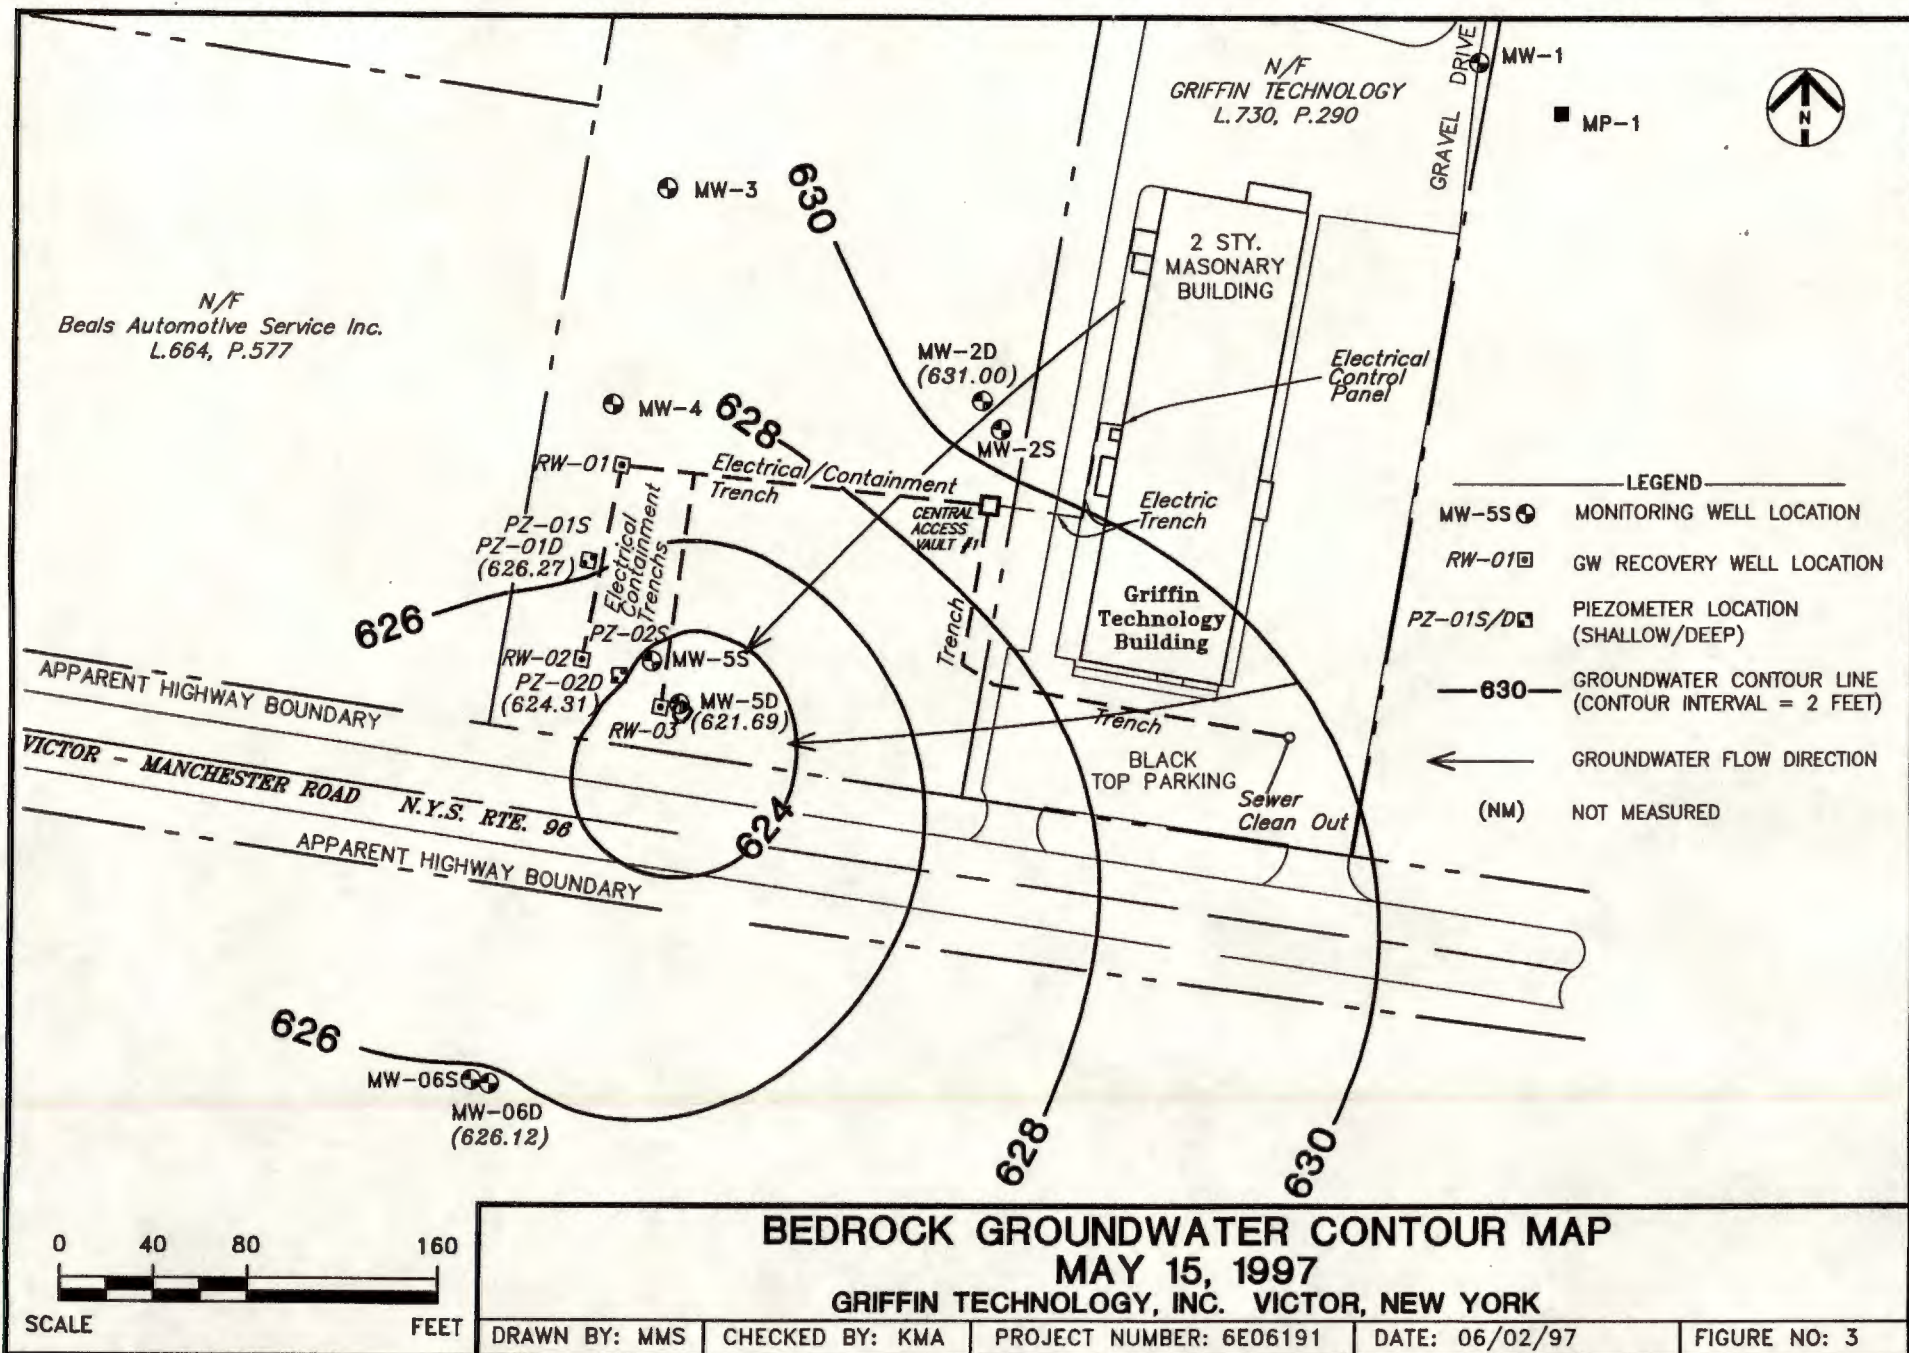 N/F
GRIFFIN TECHNOLOGY
L.730, P.290
GRAVEL DRIVE
MW-1
MP-1
N
MW-3
630
2 STY.
MASONARY
BUILDING
N/F
Beals Automotive Service Inc.
L.664, P.577
MW-2D
(631.00)
Electrical
Control
Panel
MW-4
628
MW-2S
RW-01
Electrical/Containment
Trench
Electric
Trench
CENTRAL
ACCESS
VAULT #1
PZ-01S
PZ-01D
(626.27)
Electrical
Containment
Trenchs
626
Griffin
Technology
Building
Trench
PZ-02S
MW-5S
RW-02
PZ-02D
(624.31)
MW-5D
(621.69)
RW-03
Trench
BLACK
TOP PARKING
Sewer
Clean Out
APPARENT HIGHWAY BOUNDARY
VICTOR - MANCHESTER ROAD N.Y.S. RTE. 96
624
APPARENT HIGHWAY BOUNDARY
626
MW-06S
MW-06D
(626.12)
628
630
LEGEND
MW-5S MONITORING WELL LOCATION
RW-01 GW RECOVERY WELL LOCATION
PZ-01S/D PIEZOMETER LOCATION
(SHALLOW/DEEP)
630 GROUNDWATER CONTOUR LINE
(CONTOUR INTERVAL = 2 FEET)
GROUNDWATER FLOW DIRECTION
(NM) NOT MEASURED
0 40 80 160
SCALE FEET
BEDROCK GROUNDWATER CONTOUR MAP
MAY 15, 1997
GRIFFIN TECHNOLOGY, INC. VICTOR, NEW YORK
DRAWN BY: MMS CHECKED BY: KMA PROJECT NUMBER: 6E06191 DATE: 06/02/97 FIGURE NO: 3